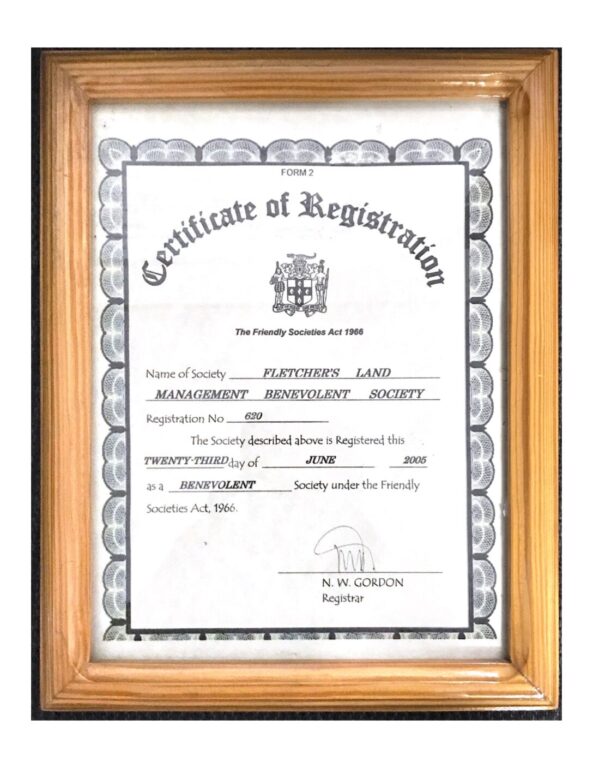 FORM 2
Certificate of Registration
The Friendly Societies Act 1966
Name of Society FLETCHER'S LAND
MANAGEMENT BENEVOLENT SOCIETY
Registration No 620
The Society described above is Registered this
TWENTY-THIRD day of JUNE 2005
as a BENEVOLENT Society under the Friendly
Societies Act, 1966.
N. W. GORDON
Registrar